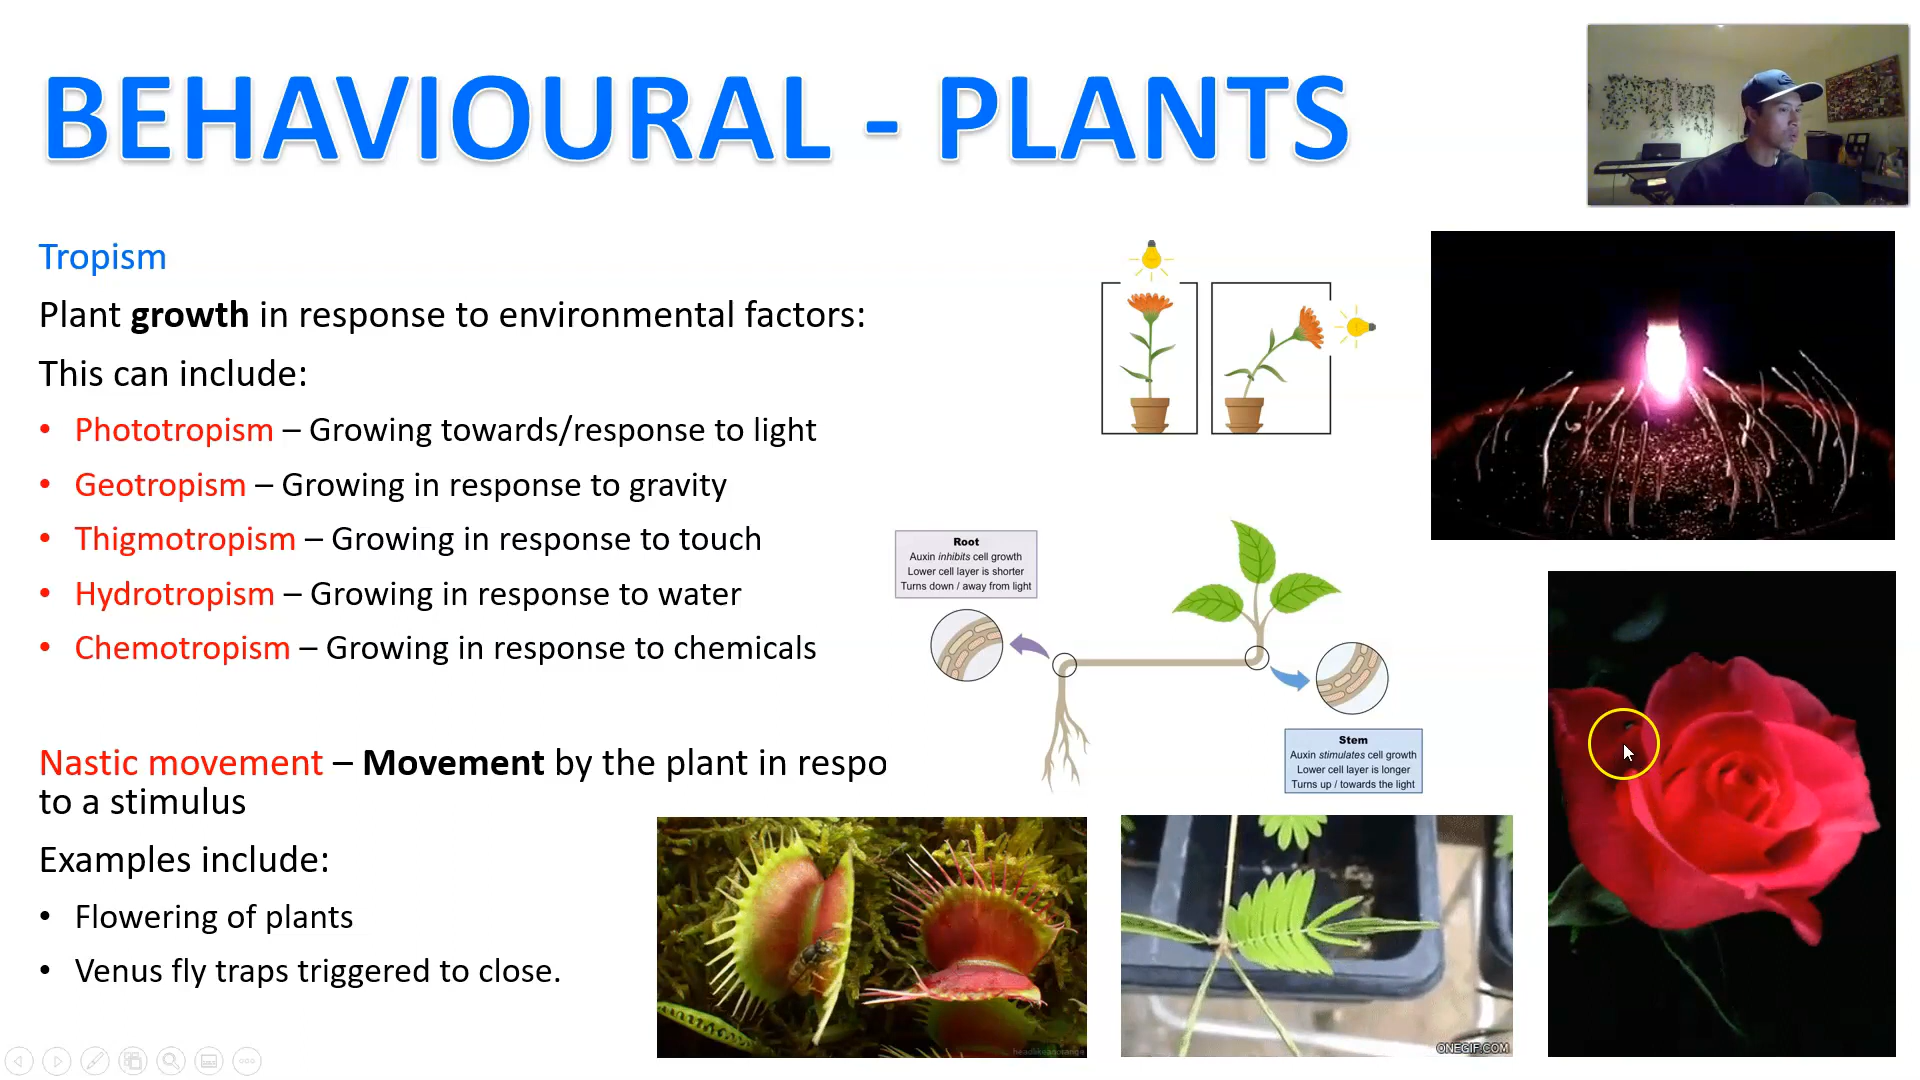 BEHAVIOURAL - PLANTS
Tropism
Plant growth in response to environmental factors:
This can include:
• Phototropism – Growing towards/response to light
• Geotropism – Growing in response to gravity
• Thigmotropism – Growing in response to touch
• Hydrotropism – Growing in response to water
• Chemotropism – Growing in response to chemicals
Root
Auxin inhibits cell growth
Lower cell layer is shorter
Turns down / away from light
Stem
Auxin stimulates cell growth
Lower cell layer is longer
Turns up / towards the light
Nastic movement – Movement by the plant in respo
to a stimulus
Examples include:
• Flowering of plants
• Venus fly traps triggered to close.
headlikeanorange
ONEGIF.COM